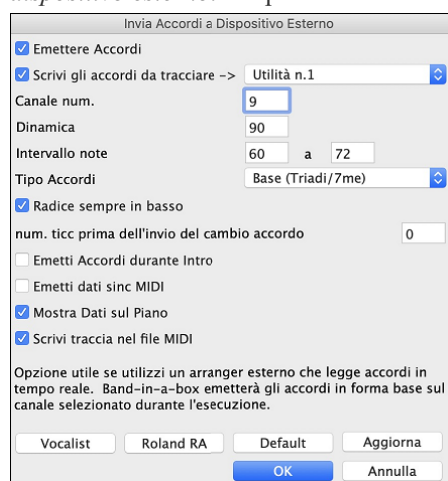 dispositivo esterno.
Invia Accordi a Dispositivo Esterno
Emettere Accordi
Scrivi gli accordi da tracciare -> Utilità n.1
Canale num. 9
Dinamica 90
Intervallo note 60 a 72
Tipo Accordi Base (Triadi/7me)
Radice sempre in basso
num. ticc prima dell'invio del cambio accordo 0
Emetti Accordi durante Intro
Emetti dati sinc MIDI
Mostra Dati sul Piano
Scrivi traccia nel file MIDI
Opzione utile se utilizzi un arranger esterno che legge accordi in
tempo reale. Band-in-a-box emetterà gli accordi in forma base sul
canale selezionato durante l'esecuzione.
Vocalist Roland RA Default Aggiorna
OK Annulla